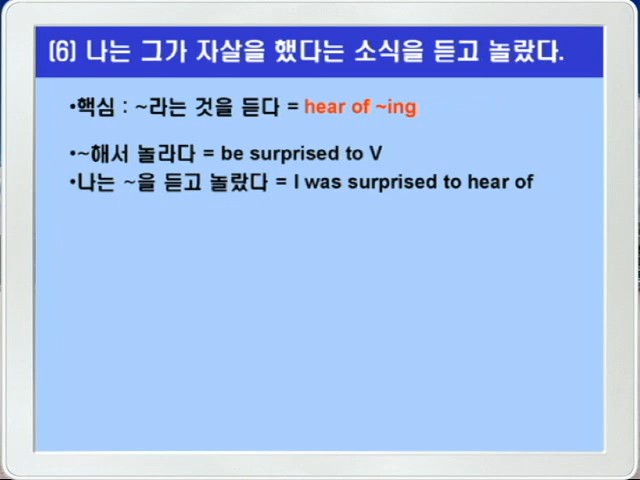 (6) 나는 그가 자살을 했다는 소식을 듣고 놀랐다.
•핵심 : ~라는 것을 듣다 = hear of ~ing
•~해서 놀라다 = be surprised to V
•나는 ~을 듣고 놀랐다 = I was surprised to hear of